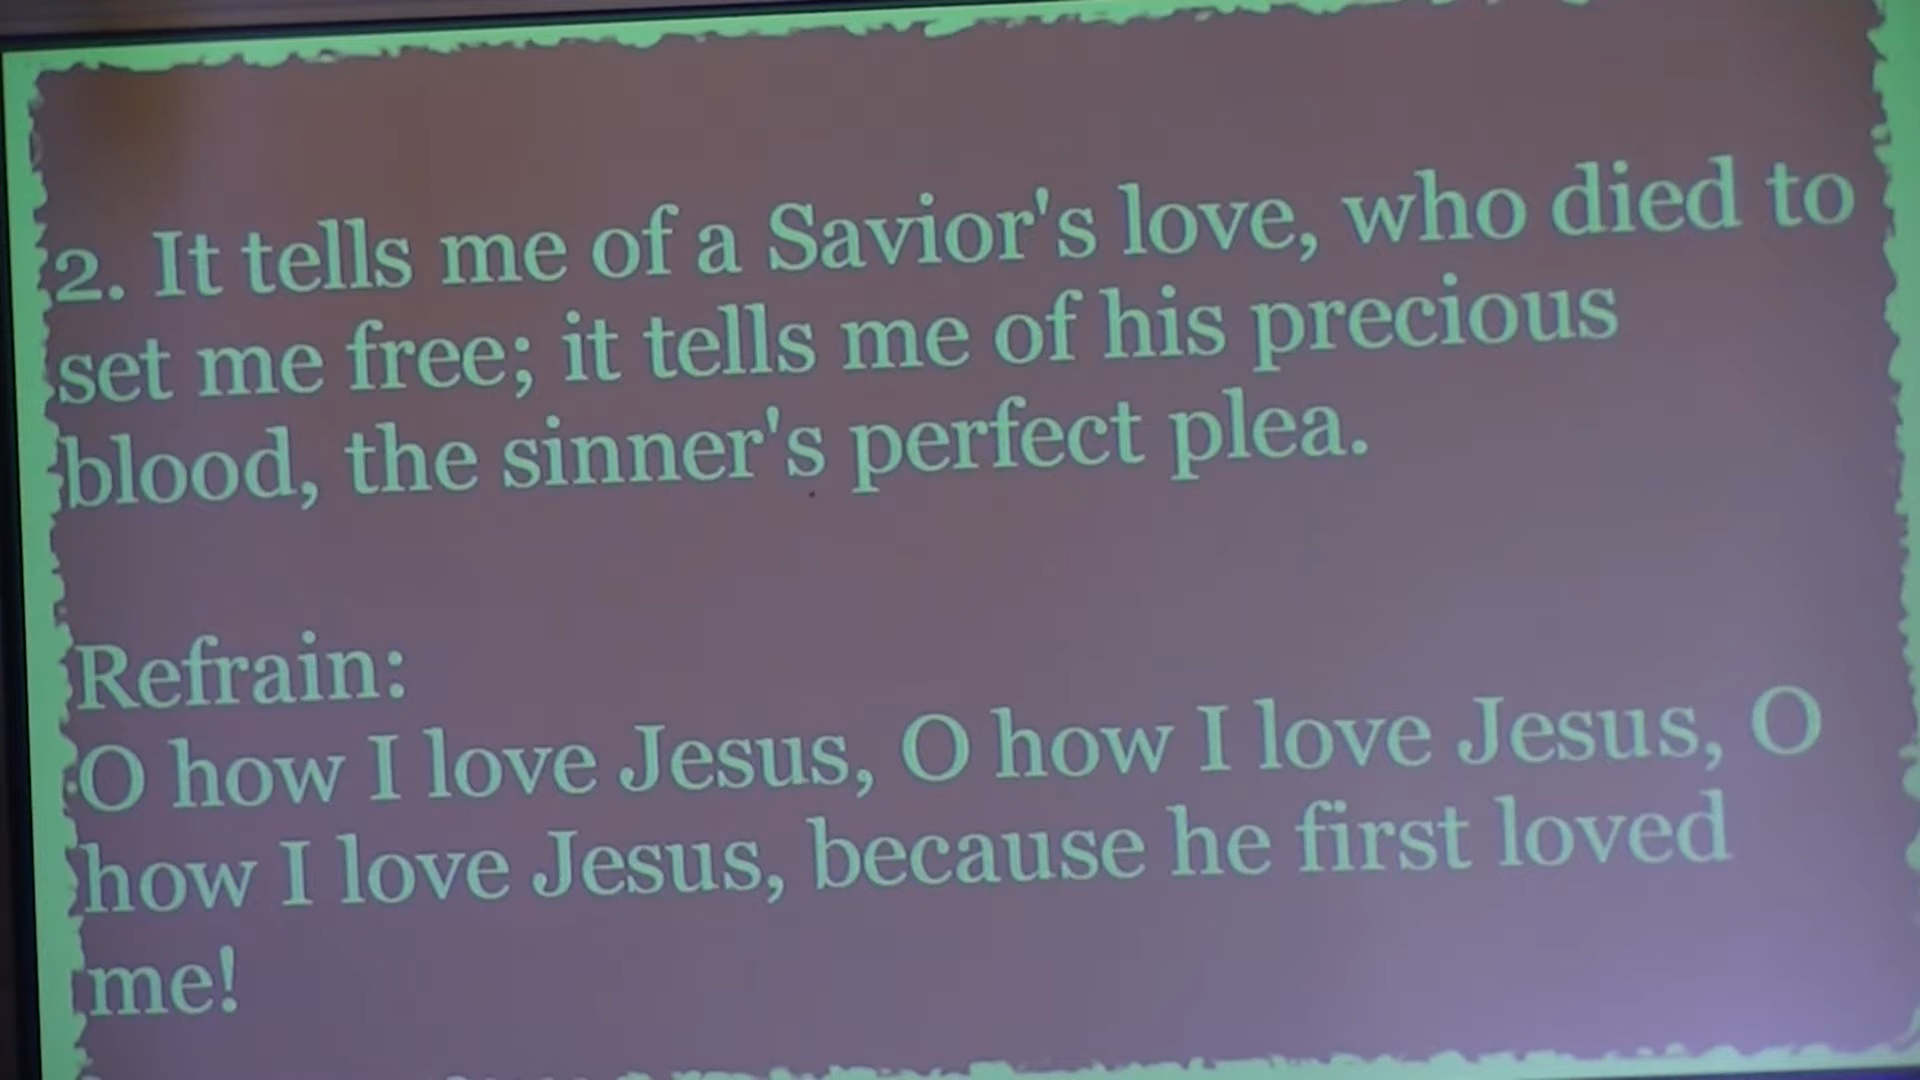 2. It tells me of a Savior's love, who died to
set me free; it tells me of his precious
blood, the sinner's perfect plea.
Refrain:
O how I love Jesus, O how I love Jesus, O
how I love Jesus, because he first loved
me!